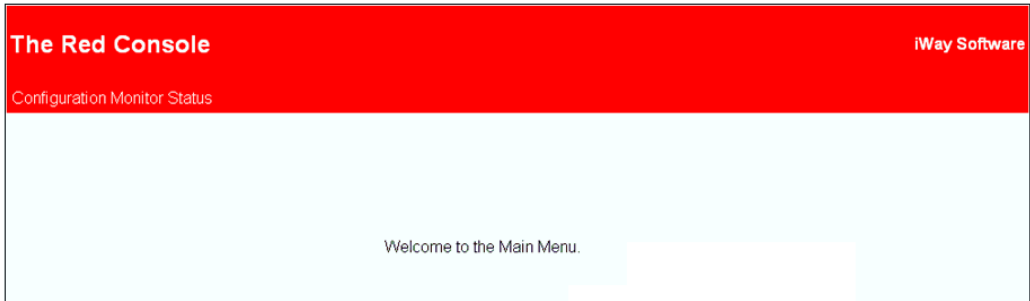 The Red Console
iWay Software
Configuration Monitor Status
Welcome to the Main Menu.